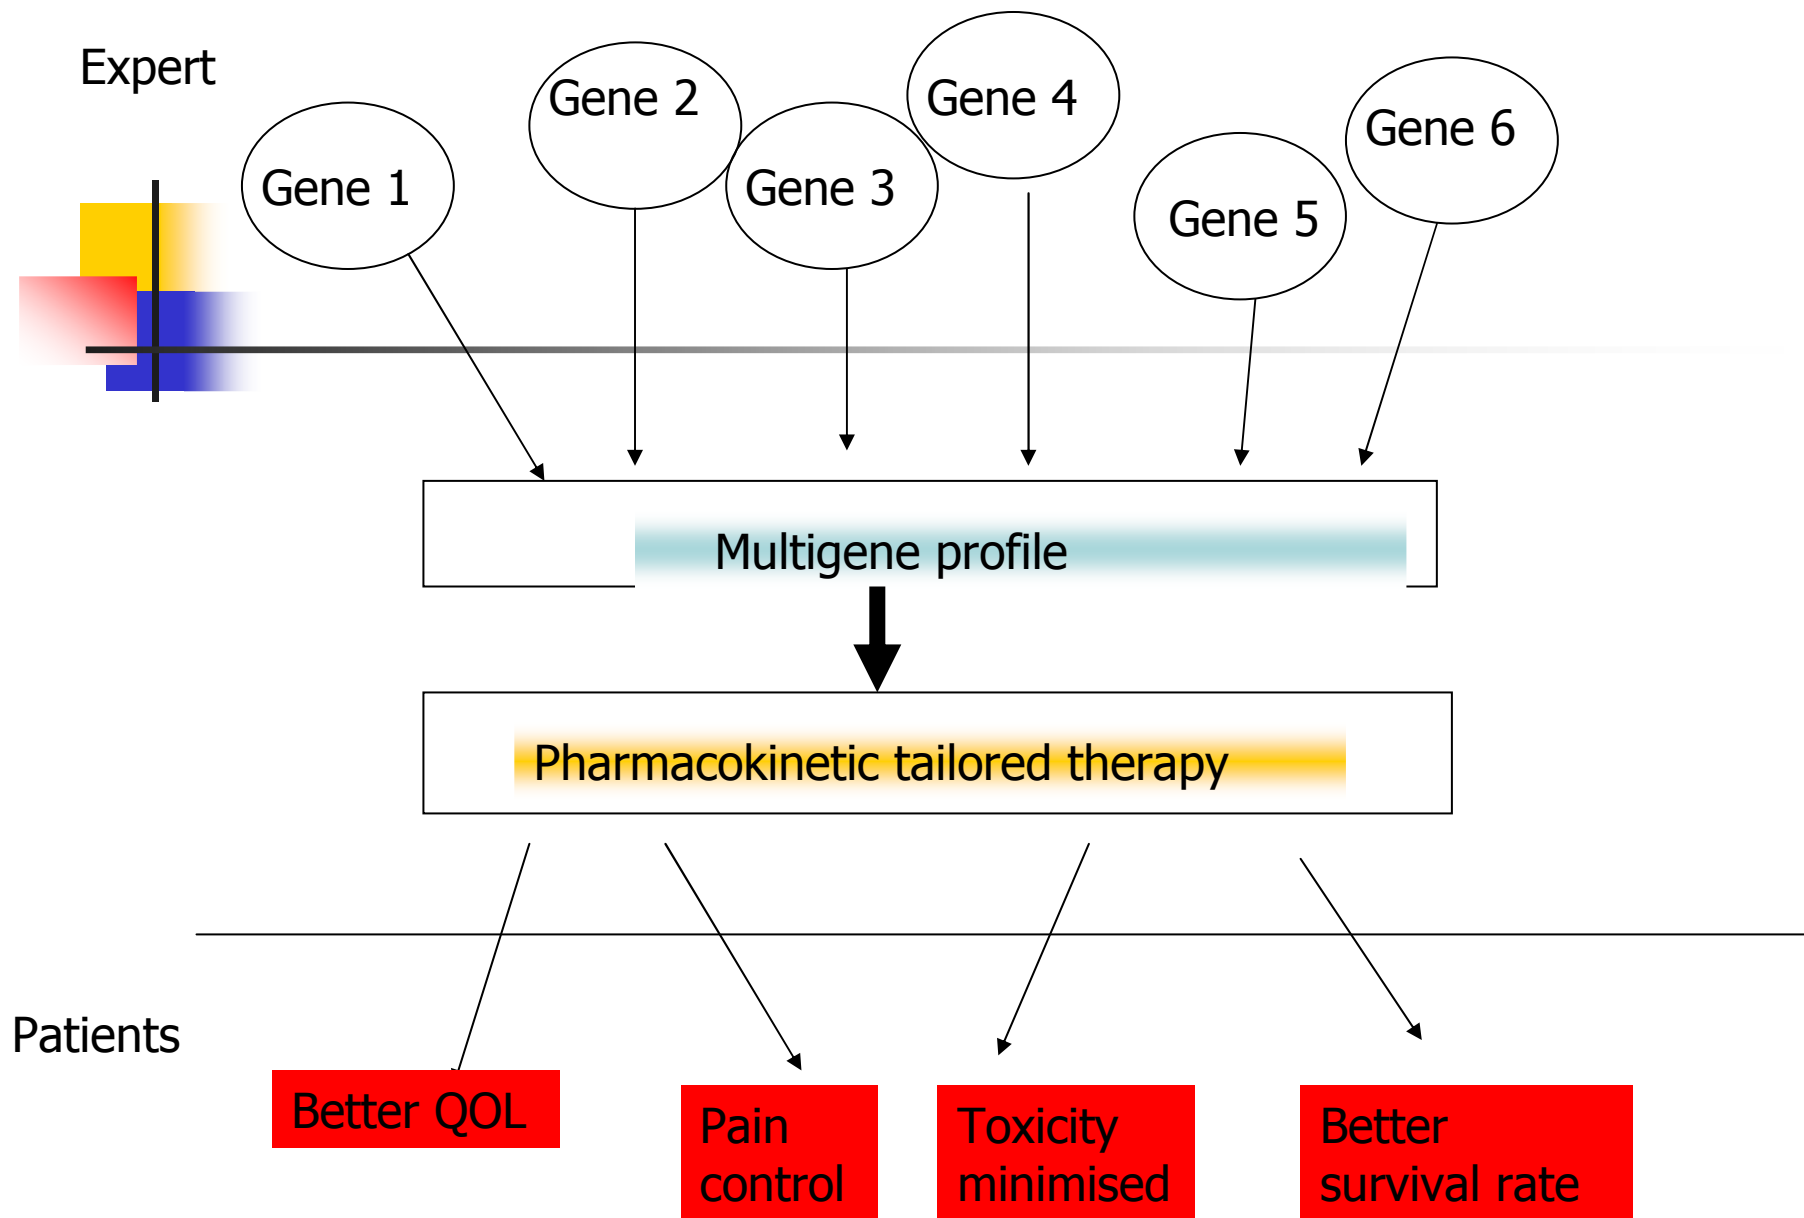 Expert
Gene 1
Gene 2
Gene 3
Gene 4
Gene 5
Gene 6
Multigene profile
Pharmacokinetic tailored therapy
Patients
Better QOL
Pain
control
Toxicity
minimised
Better
survival rate